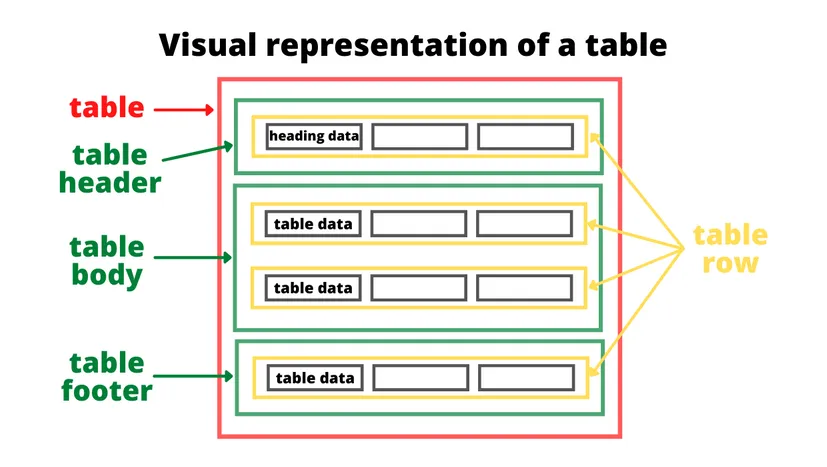 Visual representation of a table
table
table
header
heading data
table
body
table data
table data
table
row
table
footer
table data